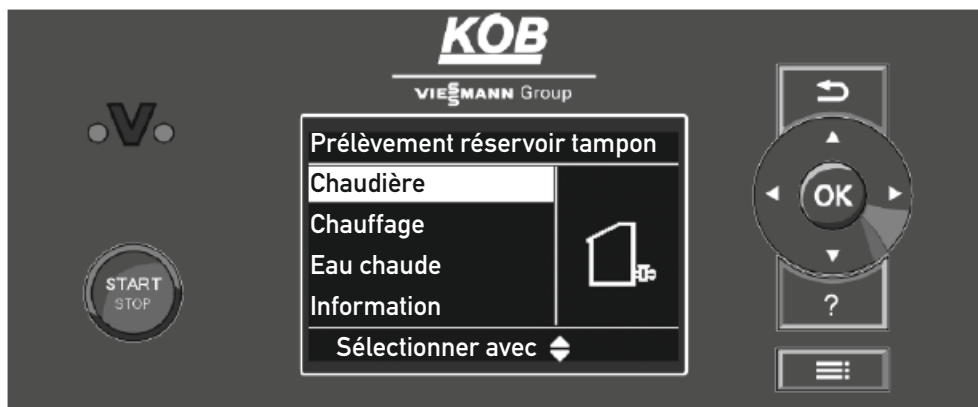 KÖB
VIESMANN Group
Prélèvement réservoir tampon
Chaudière
Chauffage
Eau chaude
Information
Sélectionner avec
OK
START
STOP
?